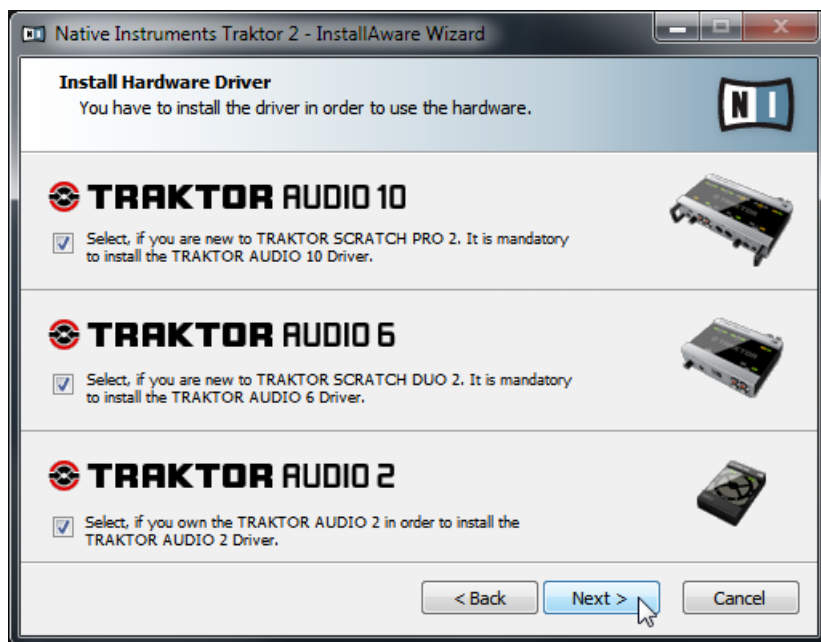 Native Instruments Traktor 2 - InstallAware Wizard
Install Hardware Driver
You have to install the driver in order to use the hardware.
N I
TRAKTOR AUDIO 10
Select, if you are new to TRAKTOR SCRATCH PRO 2. It is mandatory
to install the TRAKTOR AUDIO 10 Driver.
TRAKTOR AUDIO 6
Select, if you are new to TRAKTOR SCRATCH DUO 2. It is mandatory
to install the TRAKTOR AUDIO 6 Driver.
TRAKTOR AUDIO 2
Select, if you own the TRAKTOR AUDIO 2 in order to install the
TRAKTOR AUDIO 2 Driver.
< Back Next > Cancel